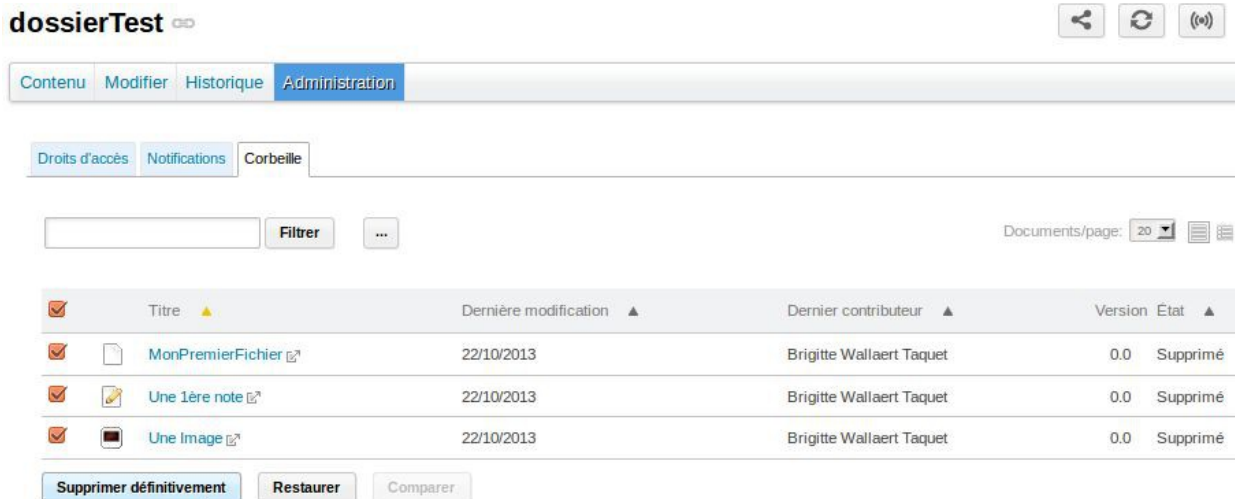 dossierTest
Contenu Modifier Historique Administration
Droits d'accès Notifications Corbeille
Filtrer ... Documents/page: 20
Titre Dernière modification Dernier contributeur Version État
MonPremierFichier 22/10/2013 Brigitte Wallaert Taquet 0.0 Supprimé
Une 1ère note 22/10/2013 Brigitte Wallaert Taquet 0.0 Supprimé
Une Image 22/10/2013 Brigitte Wallaert Taquet 0.0 Supprimé
Supprimer définitivement Restaurer Comparer